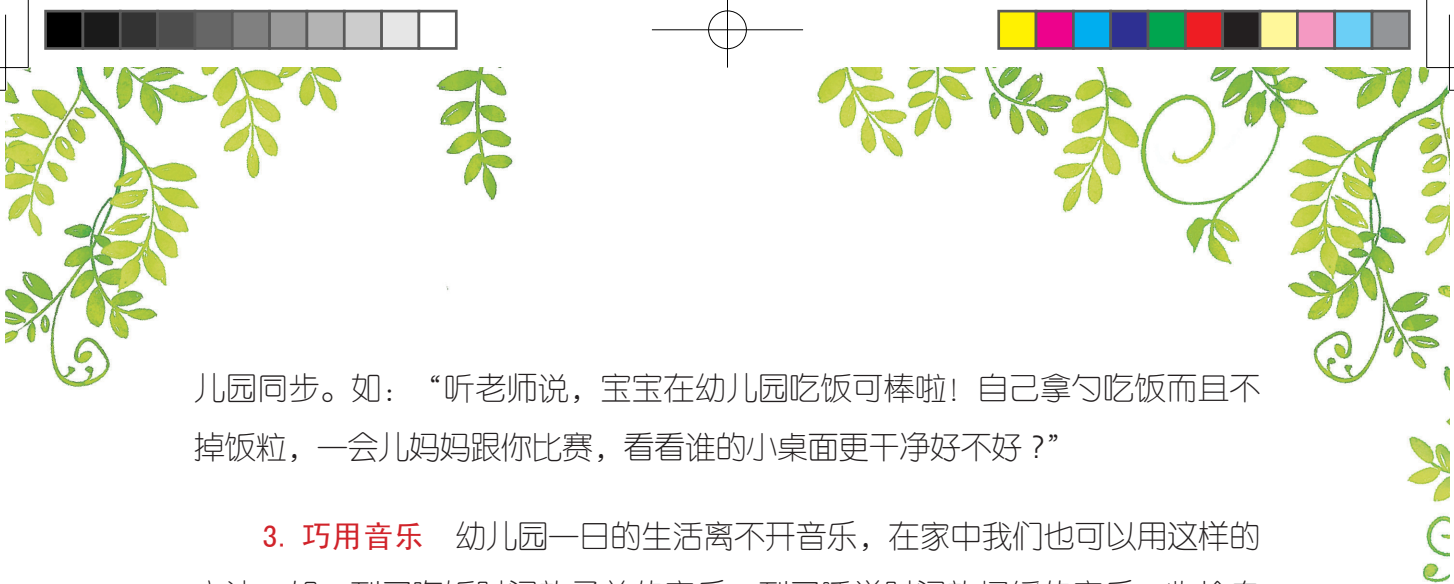 儿园同步。如：“听老师说，宝宝在幼儿园吃饭可棒啦！自己拿勺吃饭而且不
掉饭粒，一会儿妈妈跟你比赛，看看谁的小桌面更干净好不好？”
3. 巧用音乐　幼儿园一日的生活离不开音乐，在家中我们也可以用这样的